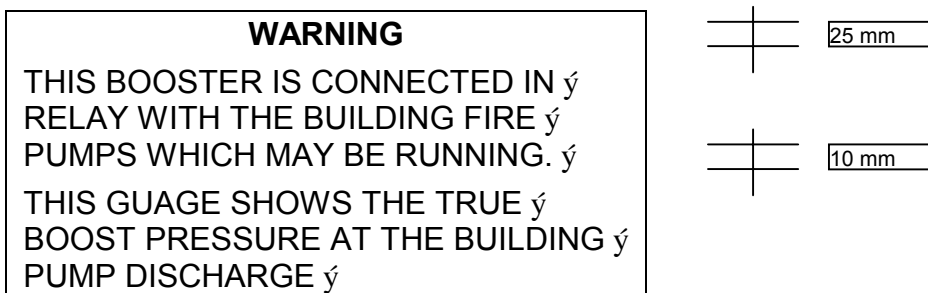 WARNING
THIS BOOSTER IS CONNECTED IN ý
RELAY WITH THE BUILDING FIRE ý
PUMPS WHICH MAY BE RUNNING. ý
THIS GUAGE SHOWS THE TRUE ý
BOOST PRESSURE AT THE BUILDING ý
PUMP DISCHARGE ý
25 mm
10 mm